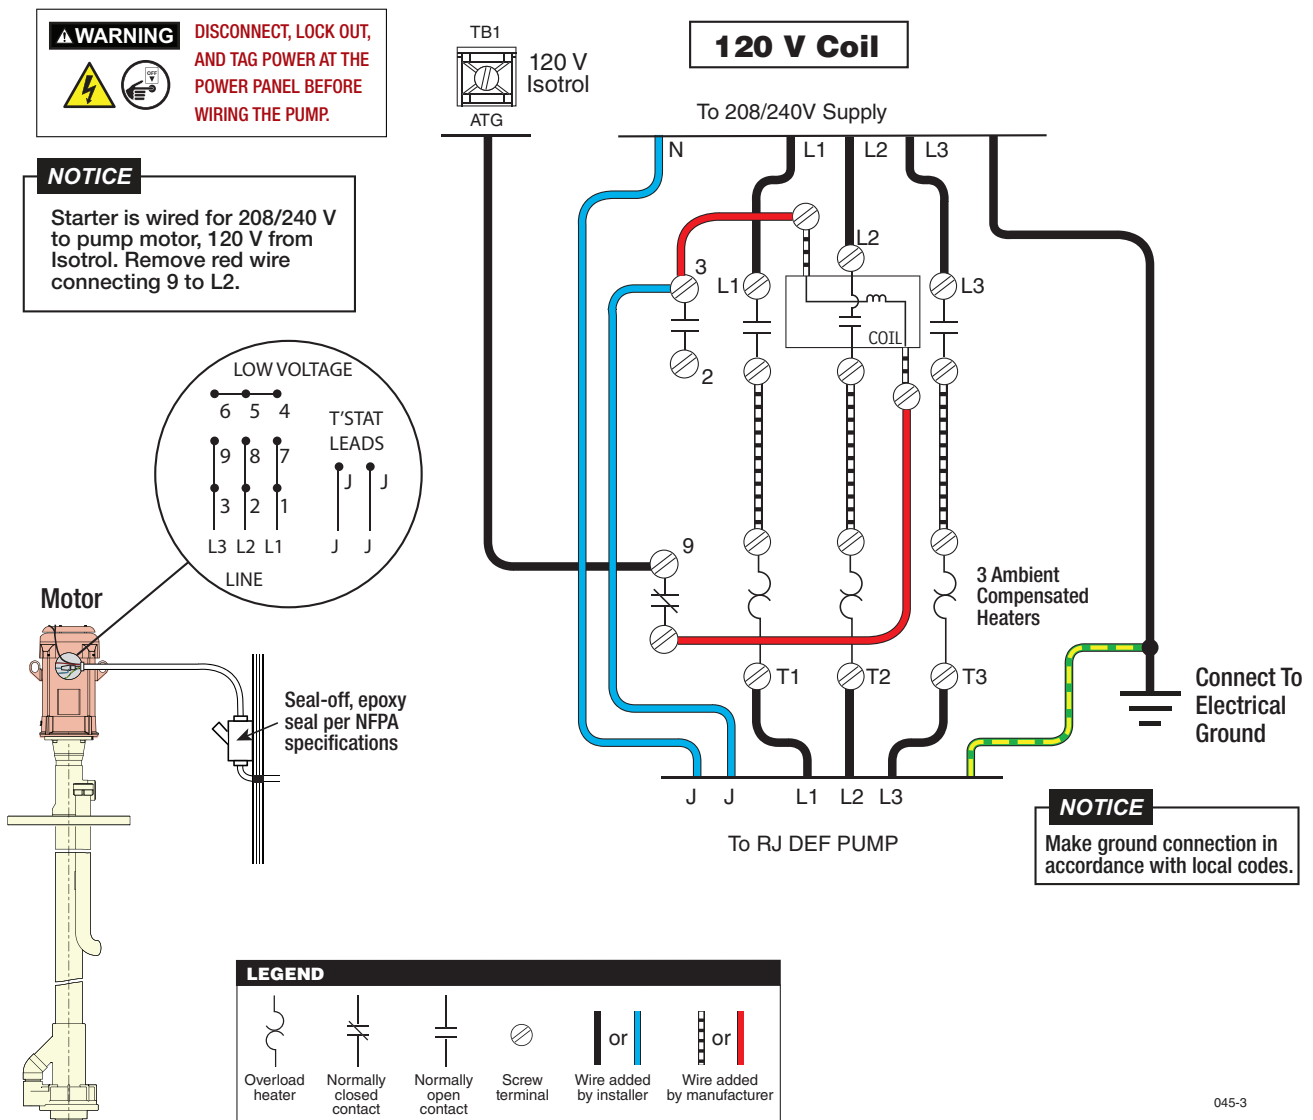 WARNING
DISCONNECT, LOCK OUT,
AND TAG POWER AT THE
POWER PANEL BEFORE
WIRING THE PUMP.
OFF
NOTICE
Starter is wired for 208/240 V
to pump motor, 120 V from
Isotrol. Remove red wire
connecting 9 to L2.
TB1
120 V
Isotrol
ATG
120 V Coil
To 208/240V Supply
N L1 L2 L3
L2
3
L1
L3
COIL
2
9
3 Ambient
Compensated
Heaters
T1 T2 T3
J J L1 L2 L3
To RJ DEF PUMP
Connect To
Electrical
Ground
NOTICE
Make ground connection in
accordance with local codes.
LOW VOLTAGE
6 5 4
T'STAT
LEADS
9 8 7
J J
3 2 1
L3 L2 L1
J J
LINE
Motor
Seal-off, epoxy
seal per NFPA
specifications
LEGEND
or
or
Overload
heater
Normally
closed
contact
Normally
open
contact
Screw
terminal
Wire added
by installer
Wire added
by manufacturer
045-3